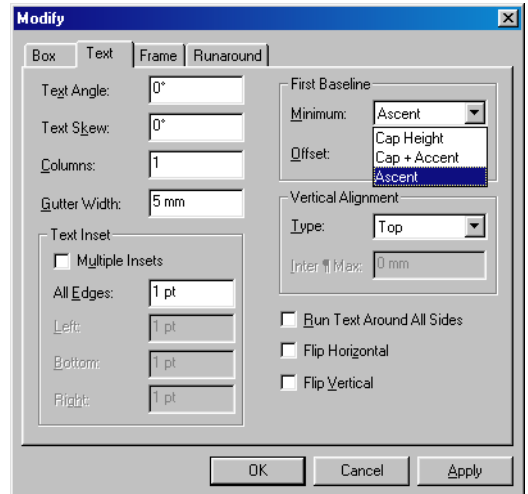 Modify
Box Text Frame Runaround
Text Angle: 0°
Text Skew: 0°
Columns: 1
Gutter Width: 5 mm
Text Inset
Multiple Insets
All Edges: 1 pt
Left: 1 pt
Bottom: 1 pt
Right: 1 pt
First Baseline
Minimum: Ascent
Cap Height
Cap + Accent
Offset:
Ascent
Vertical Alignment
Type: Top
Inter ¶ Max: 0 mm
Run Text Around All Sides
Flip Horizontal
Flip Vertical
OK Cancel Apply